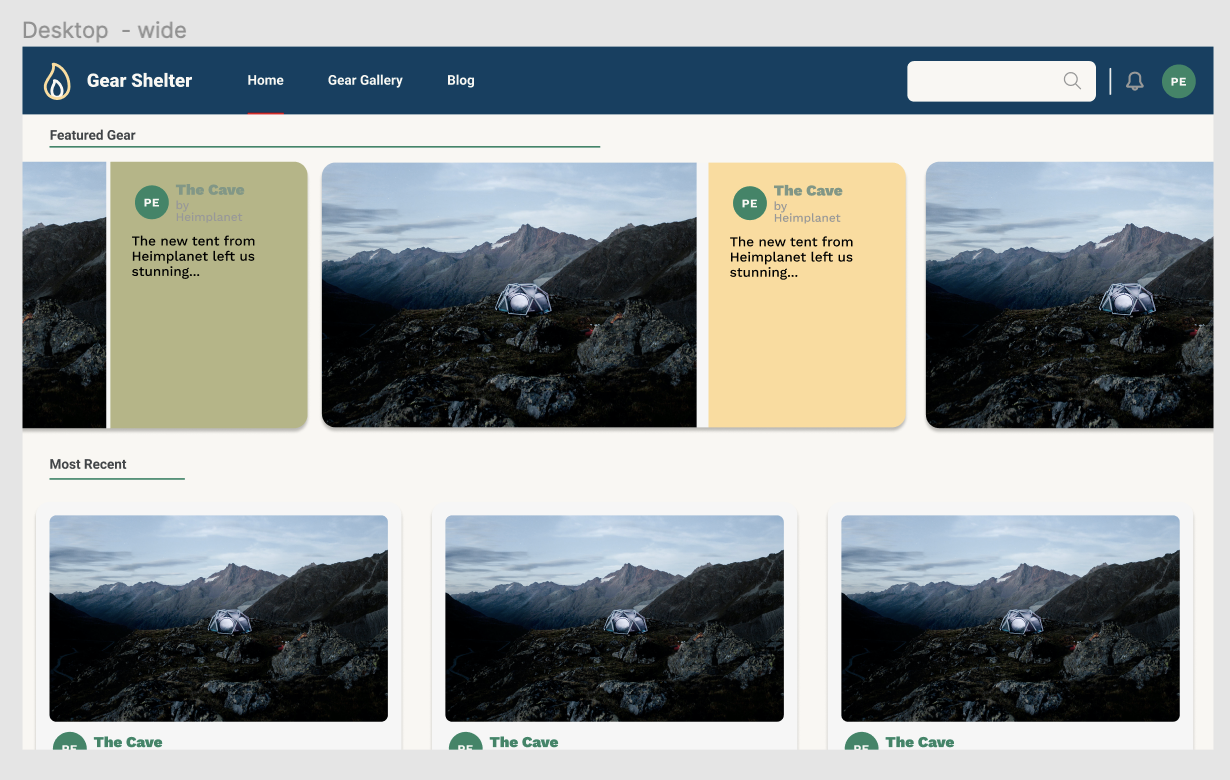 Desktop - wide
Gear Shelter
Home
Gear Gallery
Blog
PE
Featured Gear
PE
The Cave
by
Heimplanet
The new tent from
Heimplanet left us
stunning...
PE
The Cave
by
Heimplanet
The new tent from
Heimplanet left us
stunning...
Most Recent
PE
The Cave
PE
The Cave
PE
The Cave